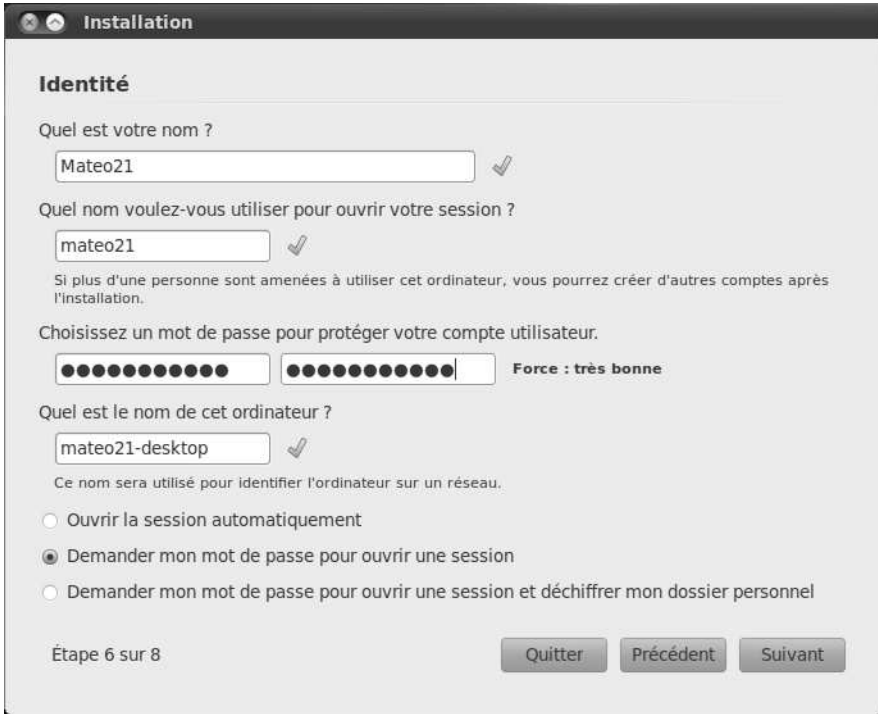 Installation
Identité
Quel est votre nom ?
Mateo21
Quel nom voulez-vous utiliser pour ouvrir votre session ?
mateo21
Si plus d'une personne sont amenées à utiliser cet ordinateur, vous pourrez créer d'autres comptes après
l'installation.
Choisissez un mot de passe pour protéger votre compte utilisateur.
●●●●●●●●●●● ●●●●●●●●●●● Force : très bonne
Quel est le nom de cet ordinateur ?
mateo21-desktop
Ce nom sera utilisé pour identifier l'ordinateur sur un réseau.
Ouvrir la session automatiquement
Demander mon mot de passe pour ouvrir une session
Demander mon mot de passe pour ouvrir une session et déchiffrer mon dossier personnel
Étape 6 sur 8 Quitter Précédent Suivant